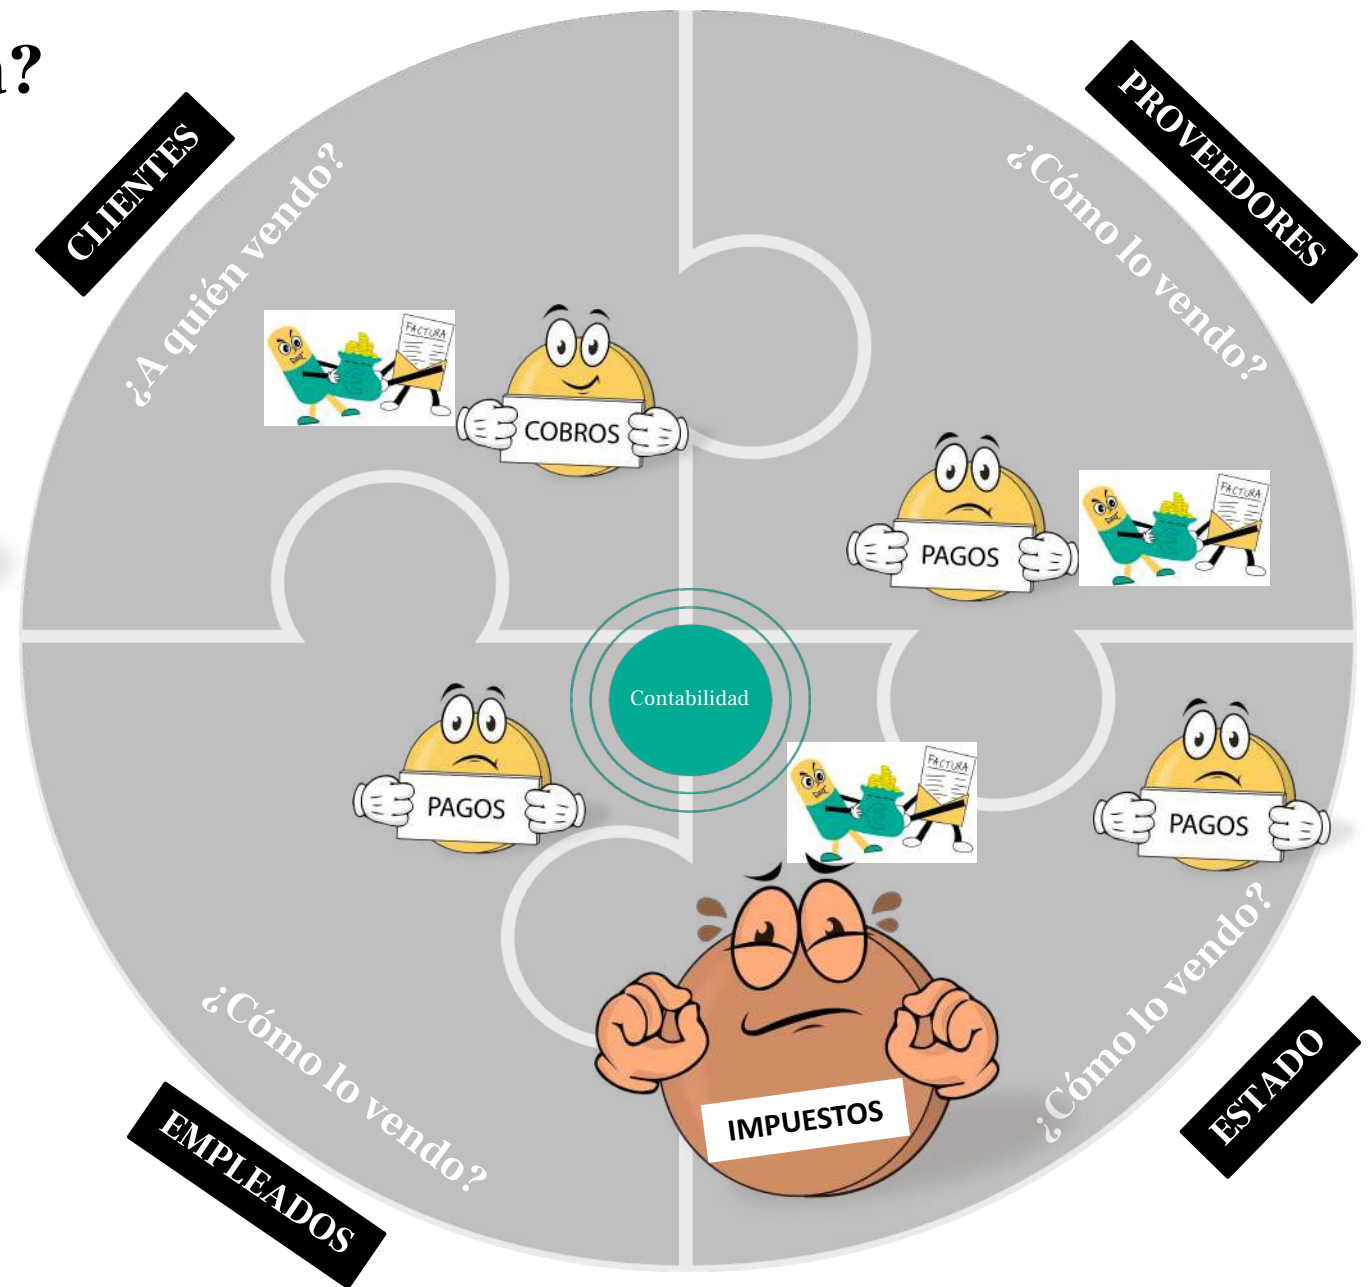 CLIENTES
PROVEEDORES
¿A quién vendo?
¿Cómo lo vendo?
FACTURA
COBROS
PAGOS
FACTURA
Contabilidad
PAGOS
FACTURA
PAGOS
IMPUESTOS
¿Cómo lo vendo?
¿Cómo lo vendo?
EMPLEADOS
ESTADO